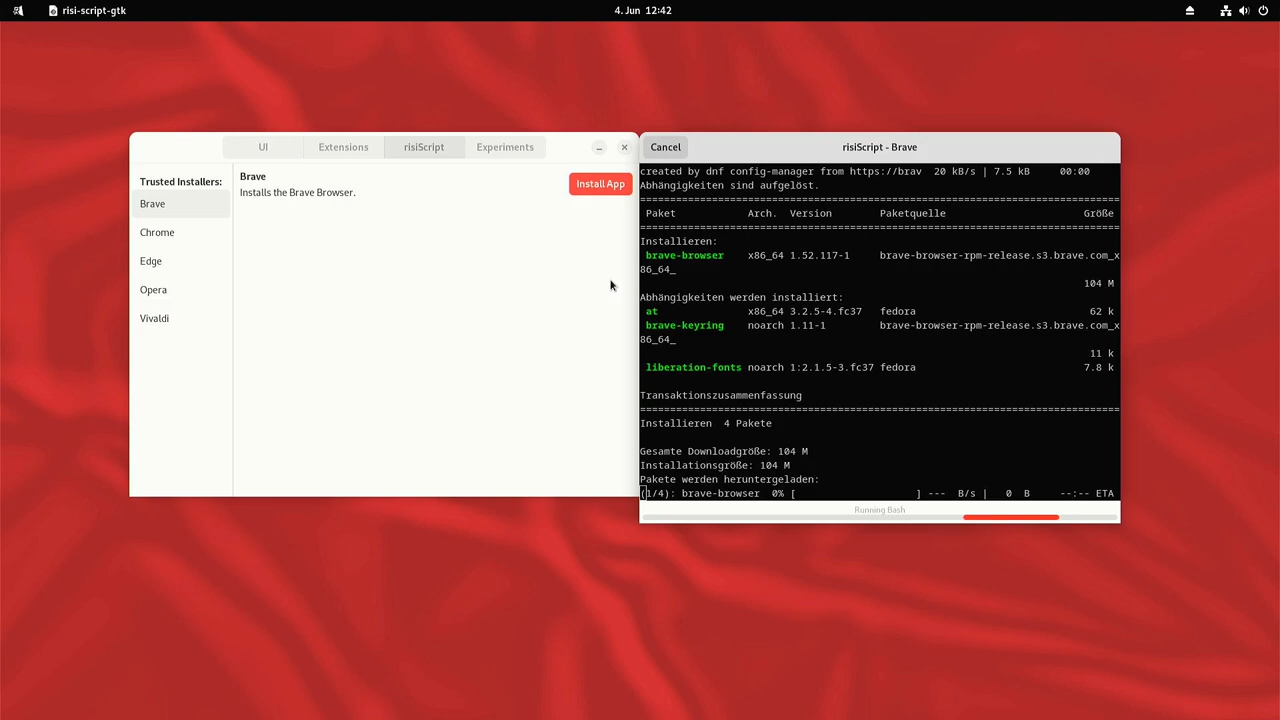 risi-script-gtk
4. Jun 12:42
UI
Extensions
risiScript
Experiments
Trusted Installers:
Brave
Chrome
Edge
Opera
Vivaldi
Brave
Installs the Brave Browser.
Install App
Cancel
risiScript - Brave
created by dnf config-manager from https://brav  20 kB/s | 7.5 kB     00:00
Abhängigkeiten sind aufgelöst.
================================================================================
Paket            Arch.  Version        Paketquelle                       Größe
================================================================================
Installieren:
brave-browser    x86_64 1.52.117-1     brave-browser-rpm-release.s3.brave.com_x
86_64_
104 M
Abhängigkeiten werden installiert:
at               x86_64 3.2.5-4.fc37   fedora                             62 k
brave-keyring    noarch 1.11-1         brave-browser-rpm-release.s3.brave.com_x
86_64_
11 k
liberation-fonts noarch 1:2.1.5-3.fc37 fedora                            7.8 k
Transaktionszusammenfassung
================================================================================
Installieren  4 Pakete
Gesamte Downloadgröße: 104 M
Installationsgröße: 104 M
Pakete werden heruntergeladen:
(1/4): brave-browser  0% [                    ] ---  B/s |   0  B     --:-- ETA
Running Bash